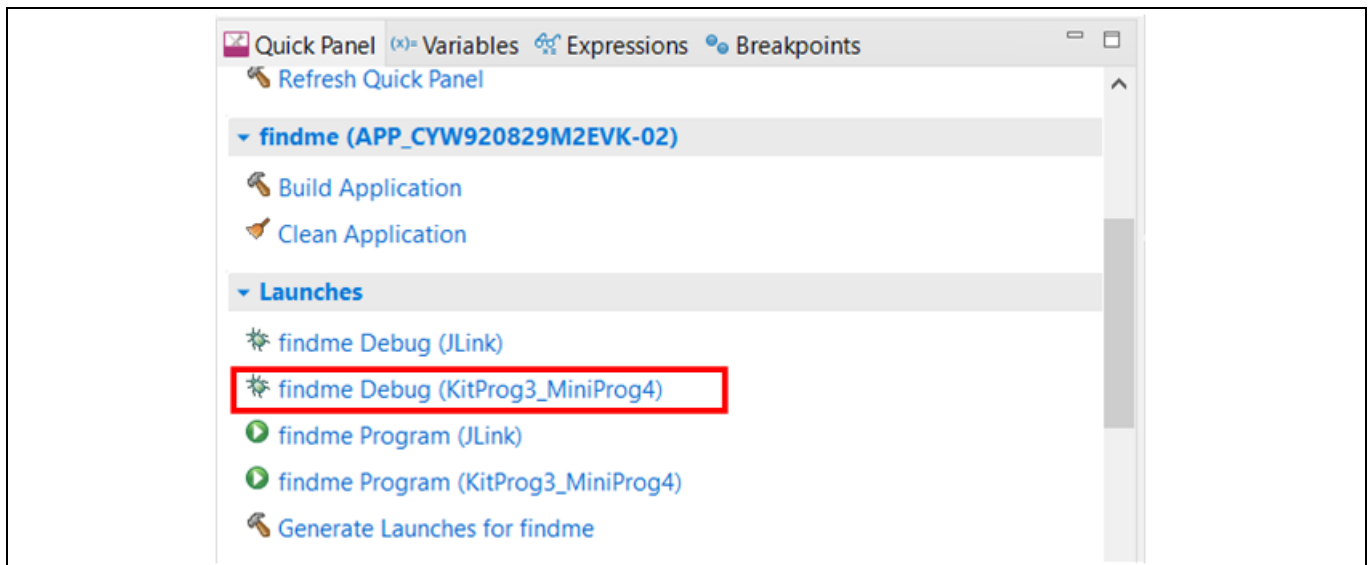 Quick Panel (x)= Variables Expressions Breakpoints
Refresh Quick Panel
findme (APP_CYW920829M2EVK-02)
Build Application
Clean Application
Launches
findme Debug (JLink)
findme Debug (KitProg3_MiniProg4)
findme Program (JLink)
findme Program (KitProg3_MiniProg4)
Generate Launches for findme